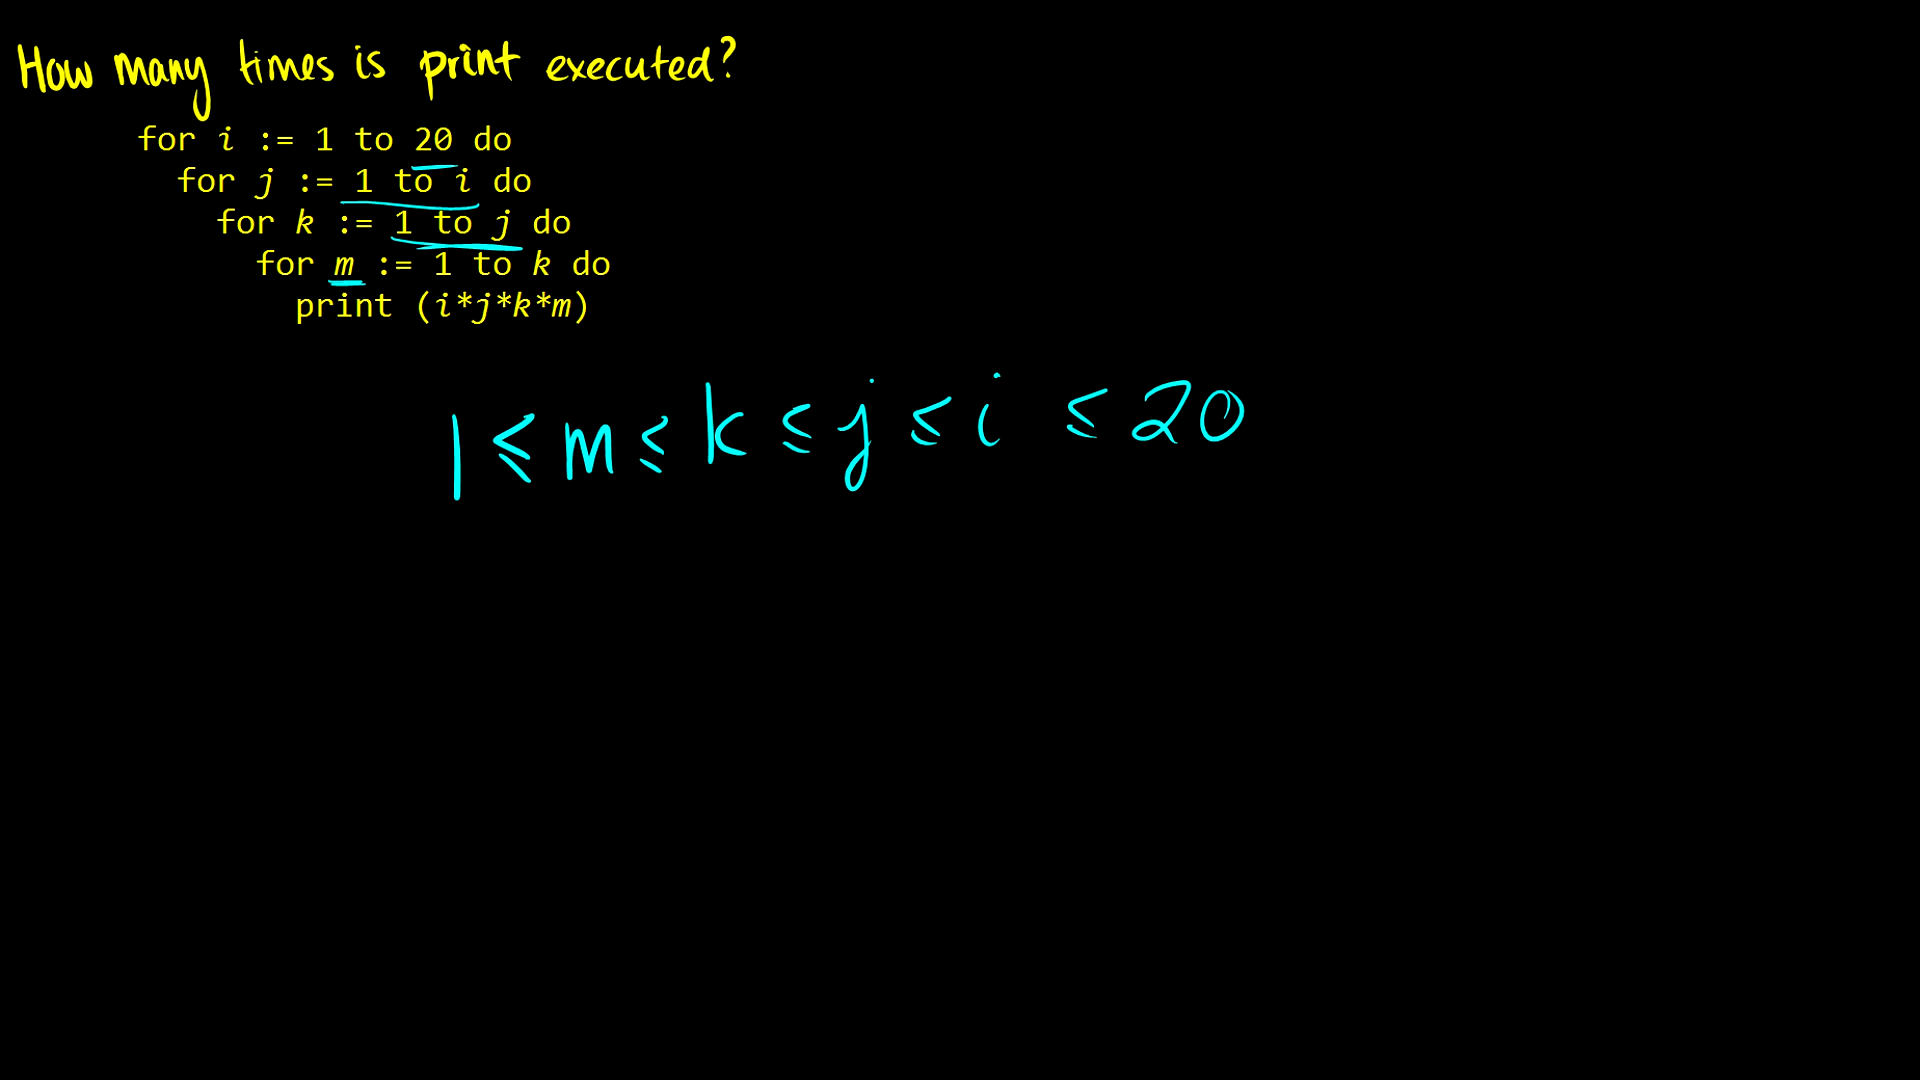 How many times is print executed?
for i := 1 to 20 do
for j := 1 to i do
for k := 1 to j do
for m := 1 to k do
print (i*j*k*m)
1 ≤ m ≤ k ≤ j ≤ i ≤ 20